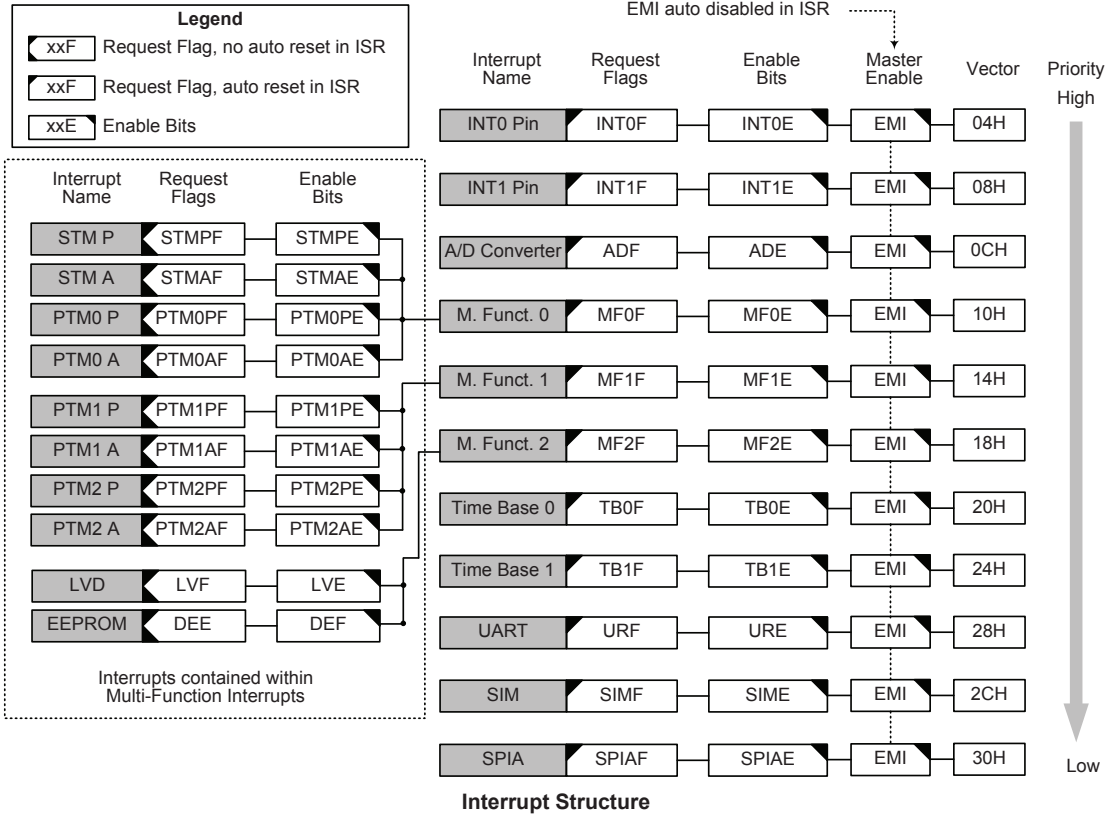 Legend
xxF Request Flag, no auto reset in ISR
xxF Request Flag, auto reset in ISR
xxE Enable Bits
EMI auto disabled in ISR
Interrupt Name Request Flags Enable Bits Master Enable Vector Priority
High
INT0 Pin INT0F INT0E EMI 04H
INT1 Pin INT1F INT1E EMI 08H
A/D Converter ADF ADE EMI 0CH
M. Funct. 0 MF0F MF0E EMI 10H
M. Funct. 1 MF1F MF1E EMI 14H
M. Funct. 2 MF2F MF2E EMI 18H
Time Base 0 TB0F TB0E EMI 20H
Time Base 1 TB1F TB1E EMI 24H
UART URF URE EMI 28H
SIM SIMF SIME EMI 2CH
SPIA SPIAF SPIAE EMI 30H
Low
Interrupt Name Request Flags Enable Bits
STM P STMPF STMPE
STM A STMAF STMAE
PTM0 P PTM0PF PTM0PE
PTM0 A PTM0AF PTM0AE
PTM1 P PTM1PF PTM1PE
PTM1 A PTM1AF PTM1AE
PTM2 P PTM2PF PTM2PE
PTM2 A PTM2AF PTM2AE
LVD LVF LVE
EEPROM DEE DEF
Interrupts contained within
Multi-Function Interrupts
Interrupt Structure